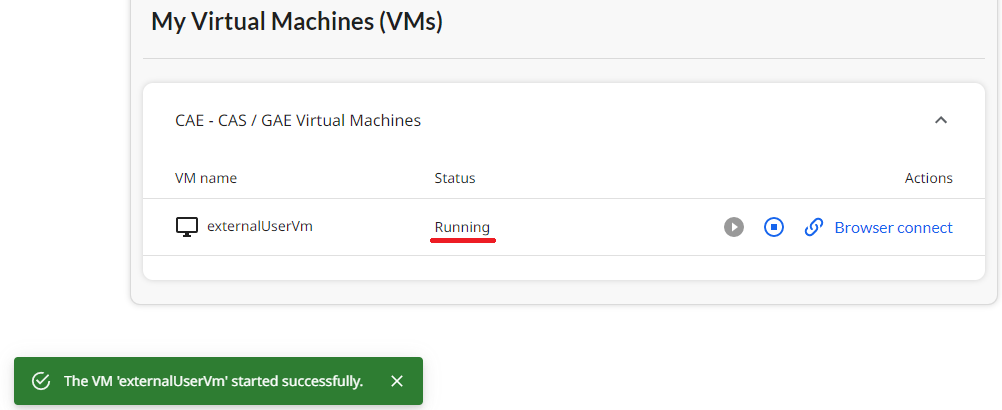 My Virtual Machines (VMs)
CAE - CAS / GAE Virtual Machines
VM name Status Actions
externalUserVm Running Browser connect
The VM 'externalUserVm' started successfully.